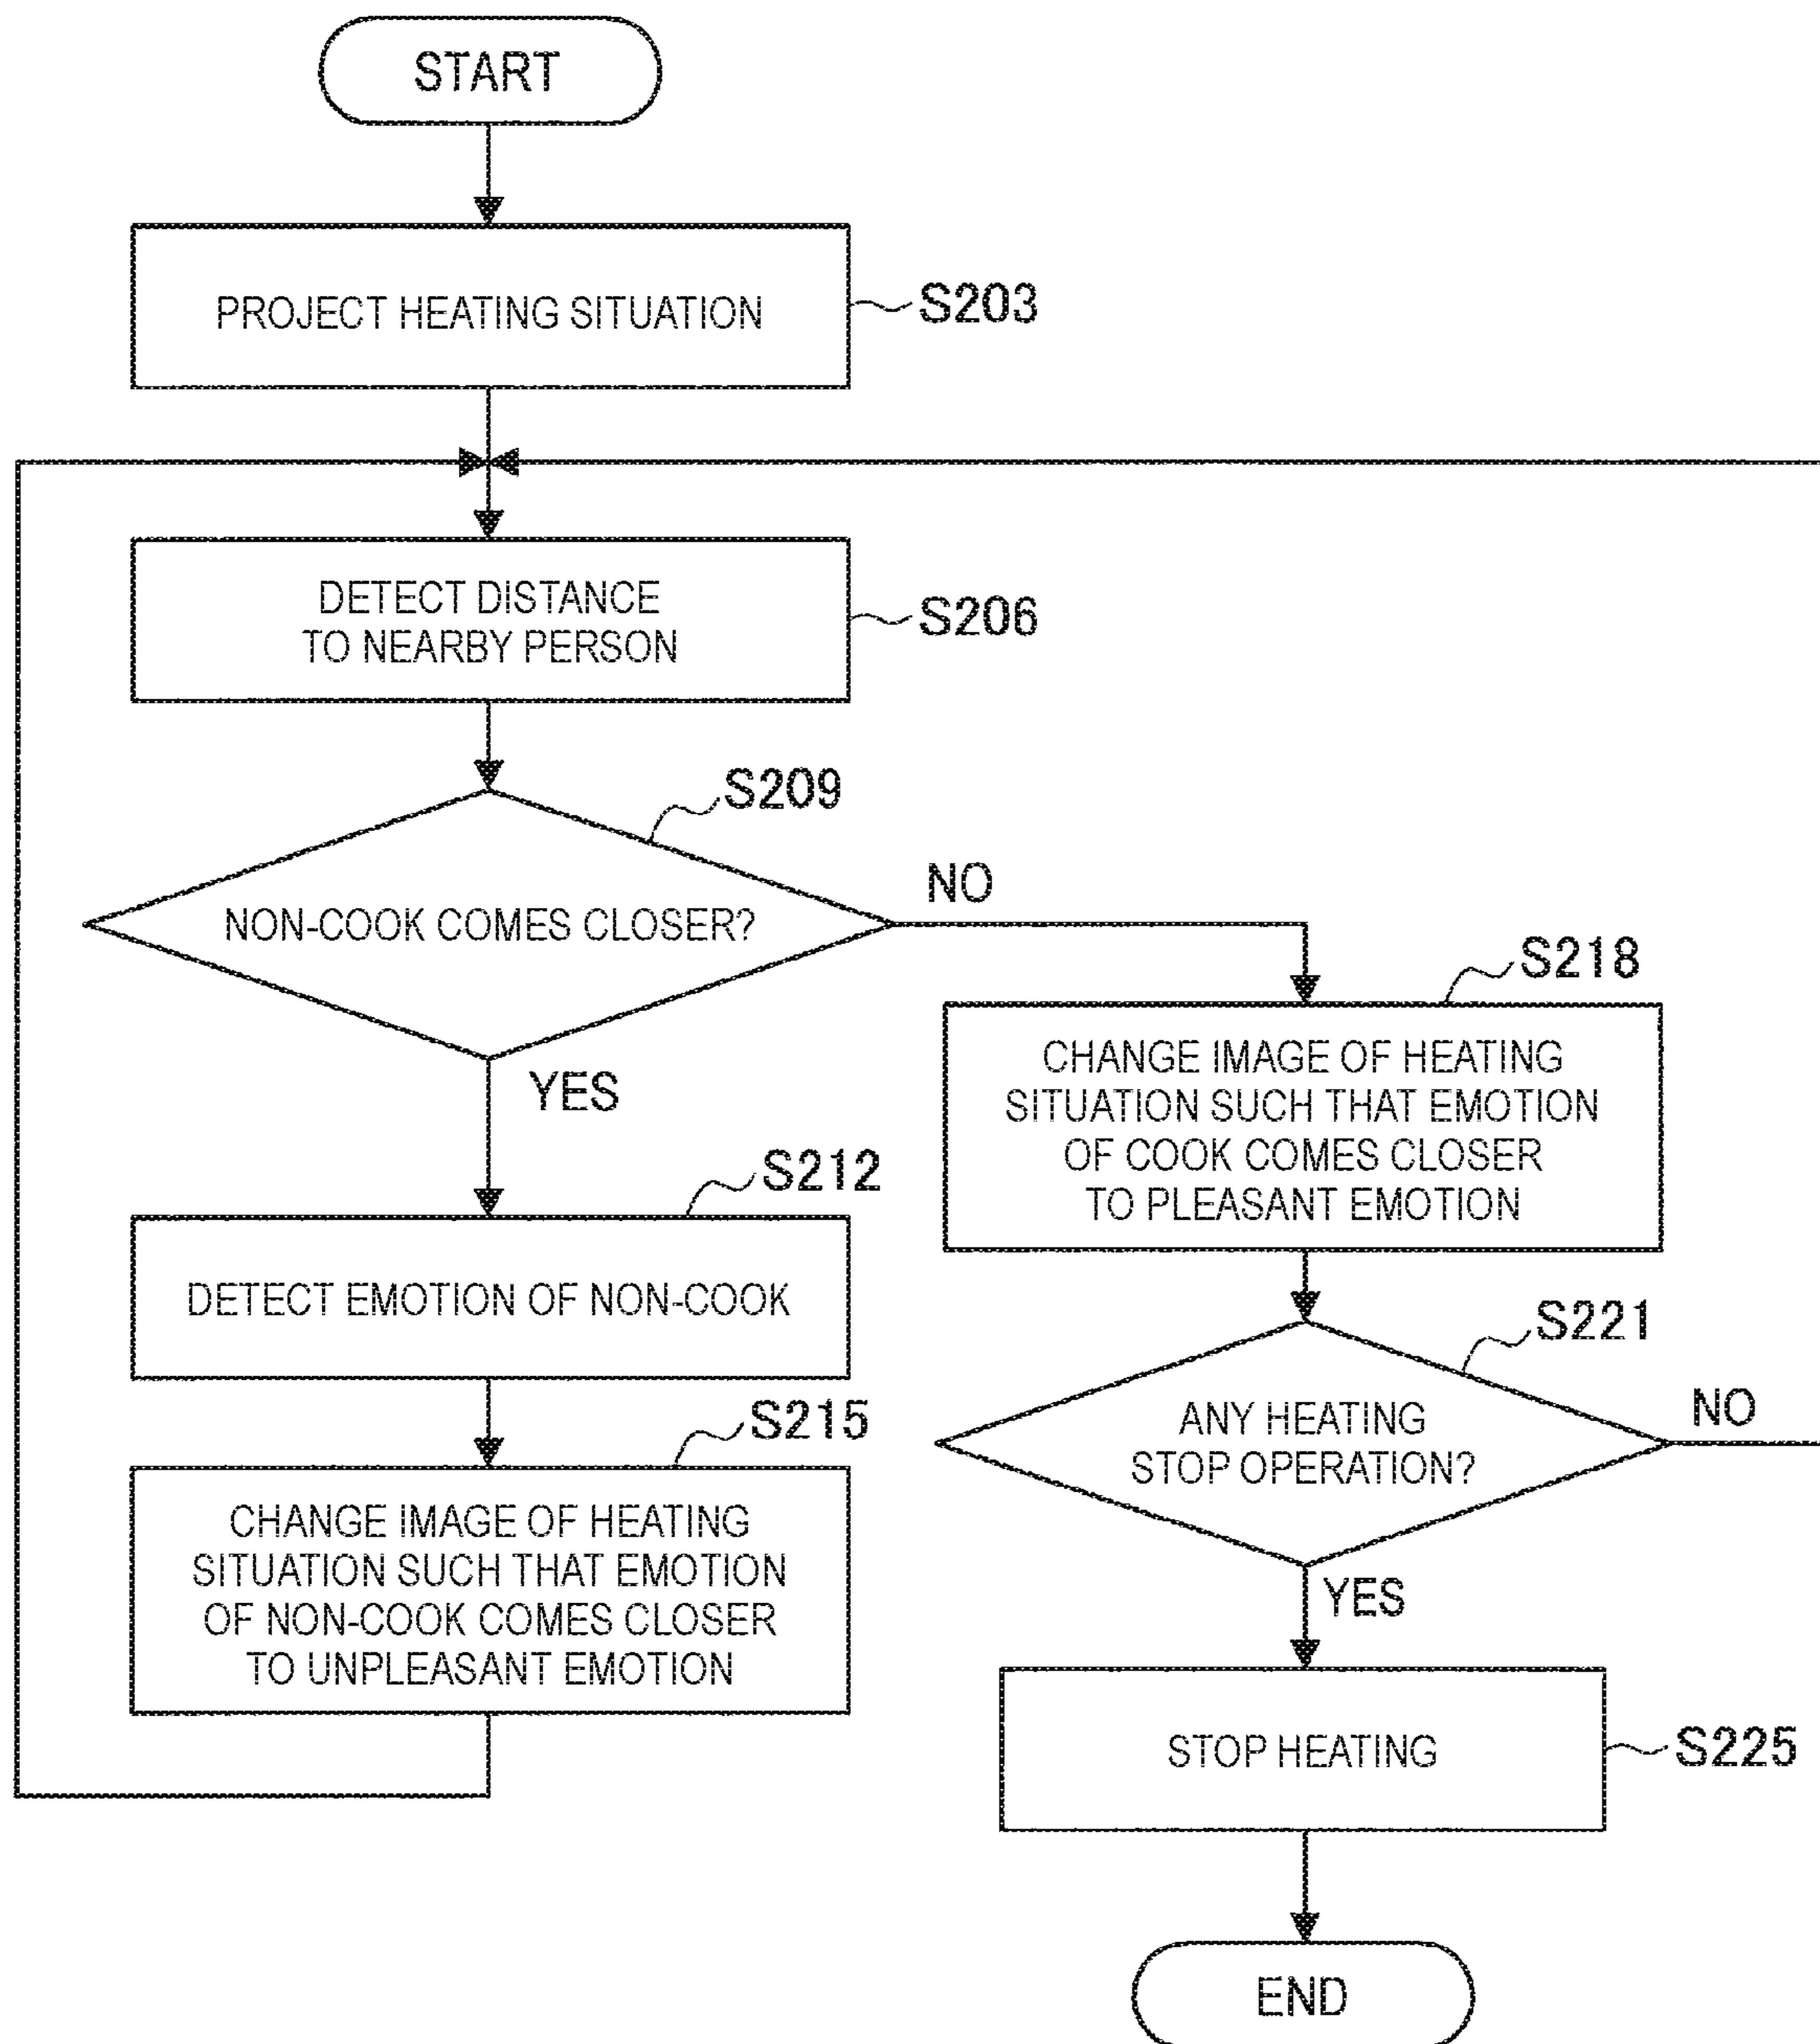 START
PROJECT HEATING SITUATION
S203
DETECT DISTANCE
TO NEARBY PERSON
S206
S209
NON-COOK COMES CLOSER?
NO
YES
S212
DETECT EMOTION OF NON-COOK
S215
CHANGE IMAGE OF HEATING
SITUATION SUCH THAT EMOTION
OF NON-COOK COMES CLOSER
TO UNPLEASANT EMOTION
S218
CHANGE IMAGE OF HEATING
SITUATION SUCH THAT EMOTION
OF COOK COMES CLOSER
TO PLEASANT EMOTION
S221
ANY HEATING
STOP OPERATION?
NO
YES
STOP HEATING
S225
END